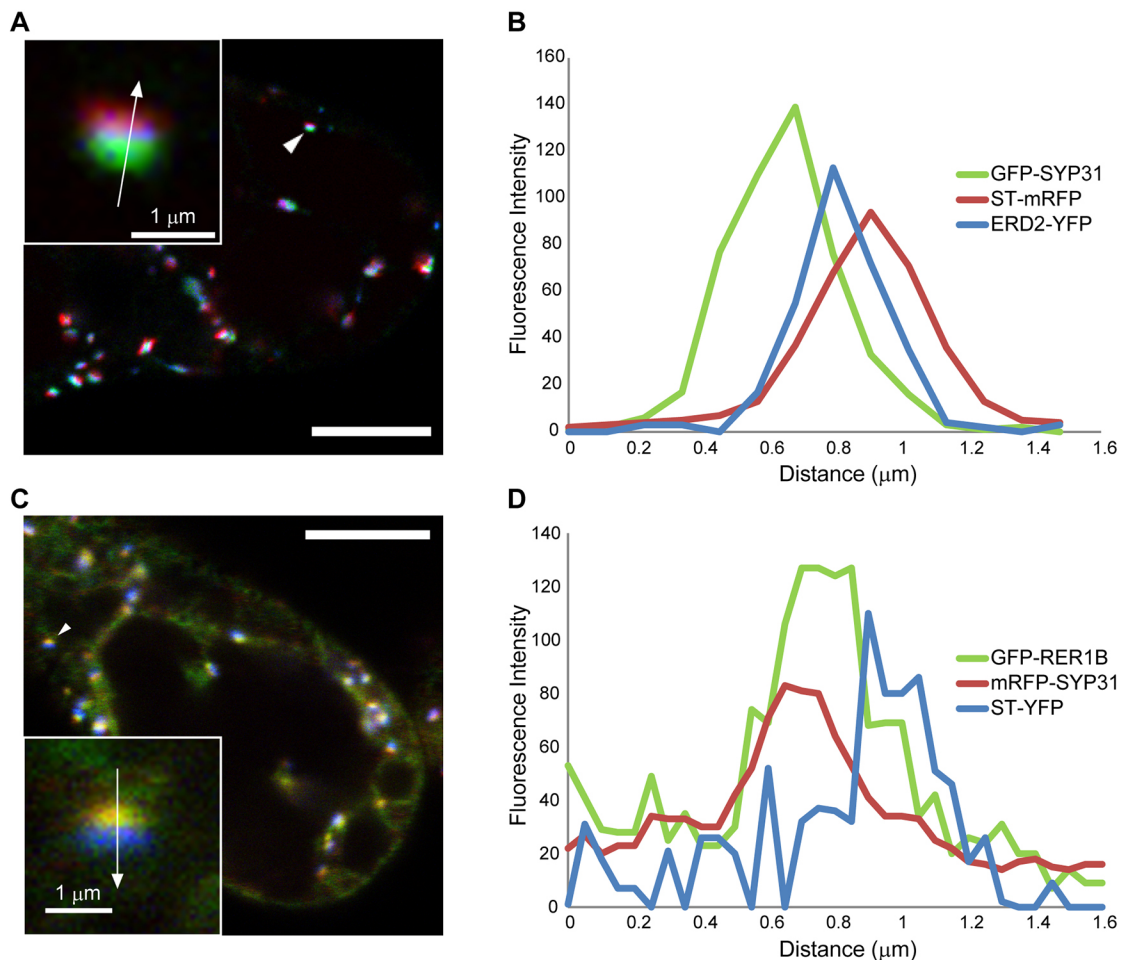 A
1 μm
B
160
140
120
100
80
60
40
20
0
Fluorescence Intensity
0 0.2 0.4 0.6 0.8 1 1.2 1.4 1.6
Distance (μm)
GFP-SYP31
ST-mRFP
ERD2-YFP
C
1 μm
D
140
120
100
80
60
40
20
0
Fluorescence Intensity
0 0.2 0.4 0.6 0.8 1 1.2 1.4 1.6
Distance (μm)
GFP-RER1B
mRFP-SYP31
ST-YFP